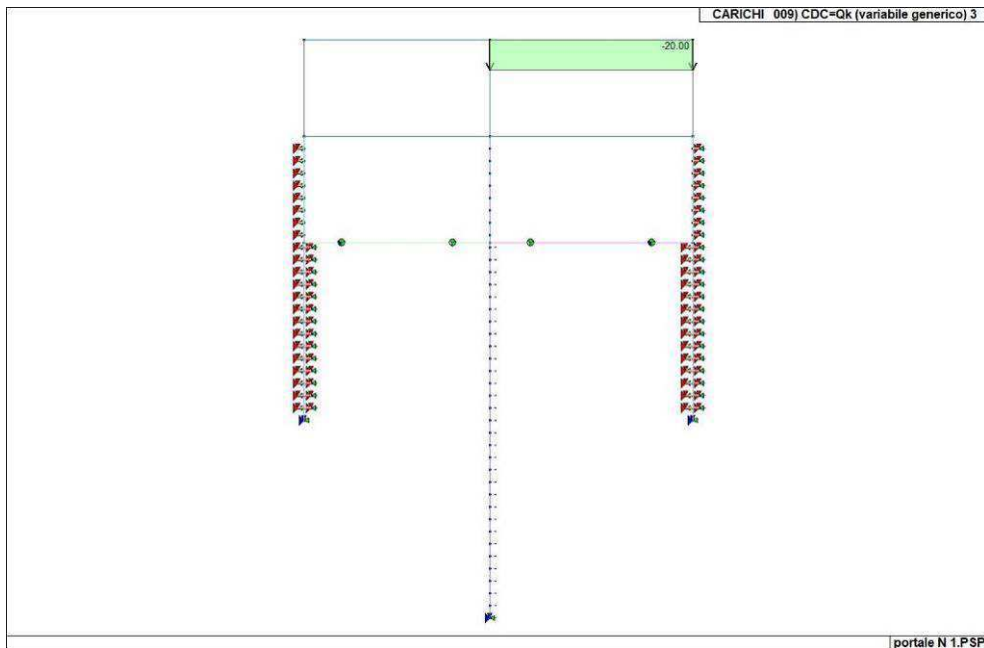 CARICHI 009) CDC=Qk (variabile generico) 3
-20.00
portale N 1.PSP